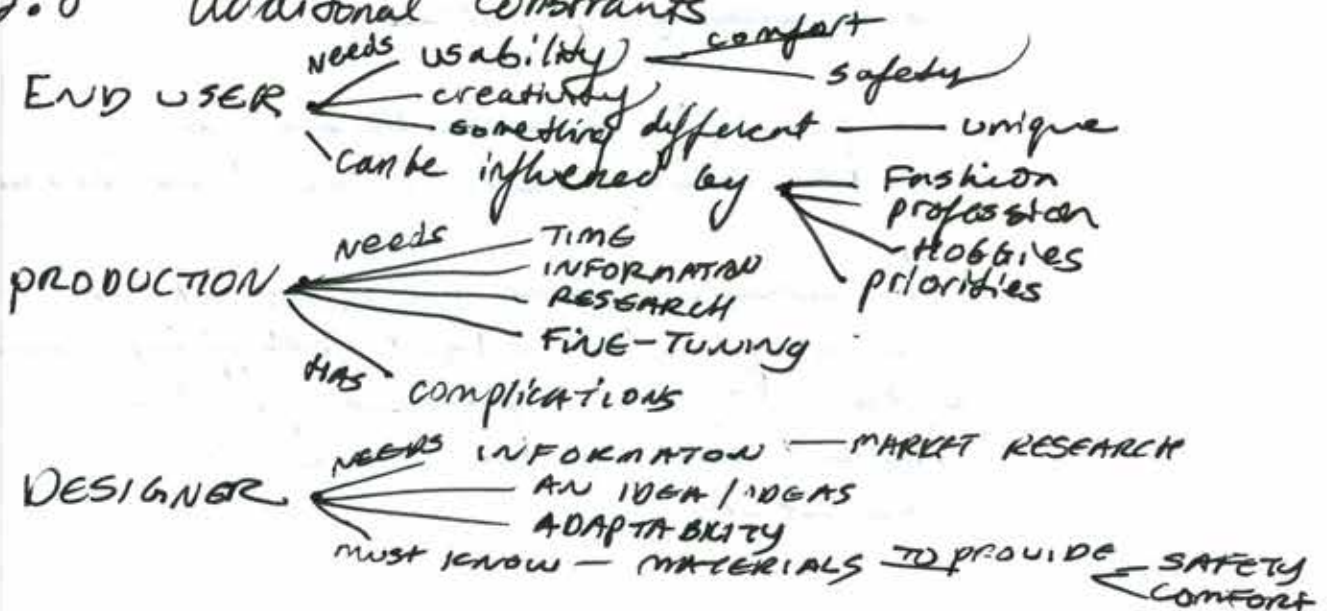 additional constraints
END USER
needs usability comfort
safety
creativity
something different unique
can be influenced by Fashion
profession
HOBBIES
priorities
PRODUCTION
needs TIME
INFORMATION
RESEARCH
FINE-TUNING
HAS complications
DESIGNER
NEEDS INFORMATON — MARKET RESEARCH
AN IDEA / IDEAS
ADAPTABILITY
must KNOW — MATERIALS TO PROVIDE SAFETY
COMFORT